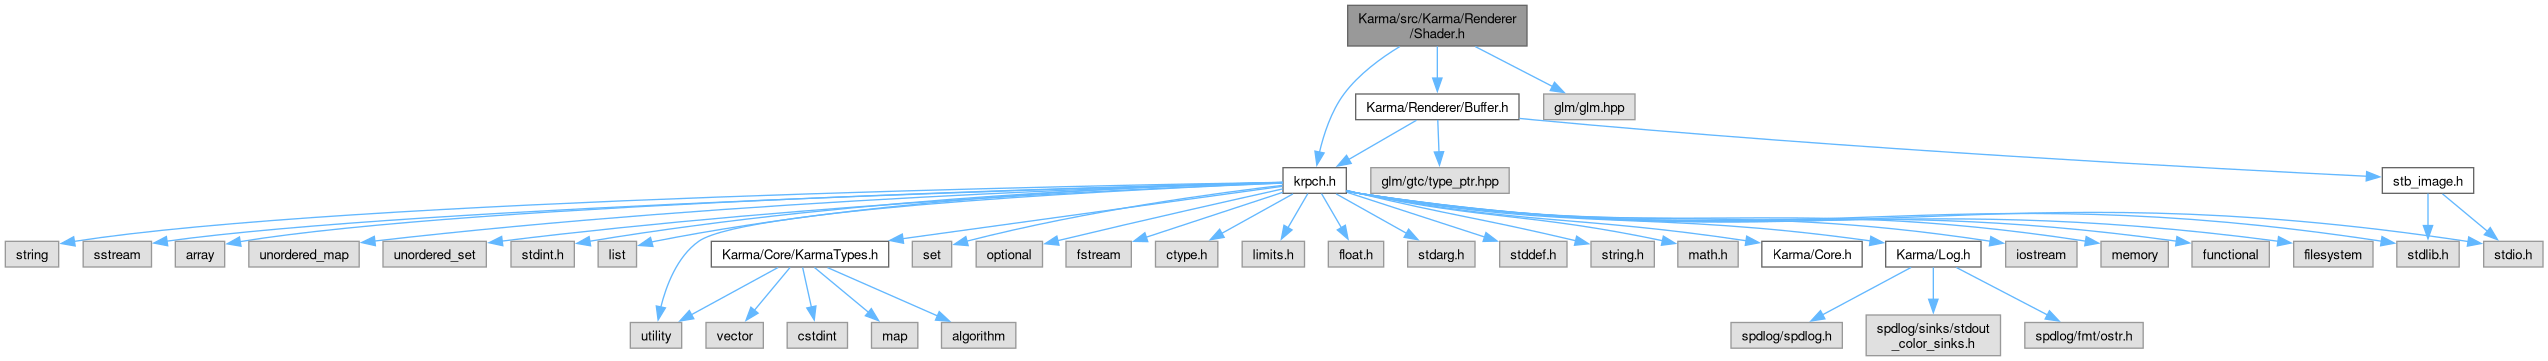 Karma/src/Karma/Renderer
/Shader.h
Karma/Renderer/Buffer.h
glm/glm.hpp
krpch.h
glm/gtc/type_ptr.hpp
stb_image.h
string
sstream
array
unordered_map
unordered_set
stdint.h
list
Karma/Core/KarmaTypes.h
set
optional
fstream
ctype.h
limits.h
float.h
stdarg.h
stddef.h
string.h
math.h
Karma/Core.h
Karma/Log.h
iostream
memory
functional
filesystem
stdlib.h
stdio.h
utility
vector
cstdint
map
algorithm
spdlog/spdlog.h
spdlog/sinks/stdout
_color_sinks.h
spdlog/fmt/ostr.h